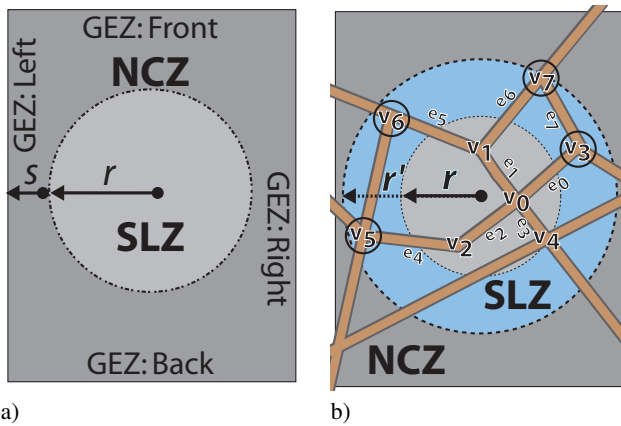 GEZ: Front
NCZ
GEZ: Left
s
r
SLZ
GEZ: Right
GEZ: Back
a)
v7
e6
e7
v6
e5
v1
v3
e1
e0
r'
r
v0
e3
e2
v4
v5
v2
e4
SLZ
NCZ
b)